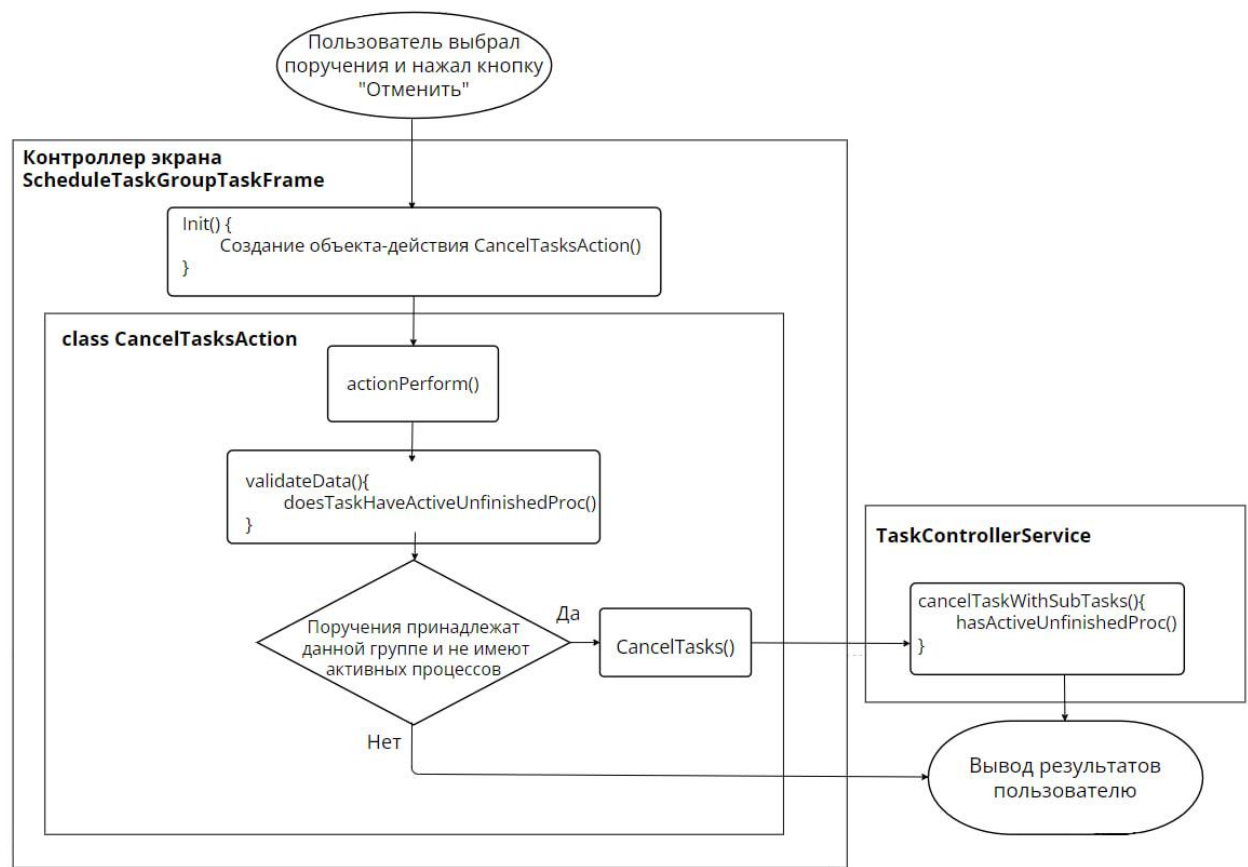 Пользователь выбрал
поручения и нажал кнопку
"Отменить"
Контроллер экрана
ScheduleTaskGroupTaskFrame
Init() {
Создание объекта-действия CancelTasksAction()
}
class CancelTasksAction
actionPerform()
validateData(){
doesTaskHaveActiveUnfinishedProc()
}
Поручения принадлежат
данной группе и не имеют
активных процессов
Да
CancelTasks()
TaskControllerService
cancelTaskWithSubTasks(){
hasActiveUnfinishedProc()
}
Нет
Вывод результатов
пользователю